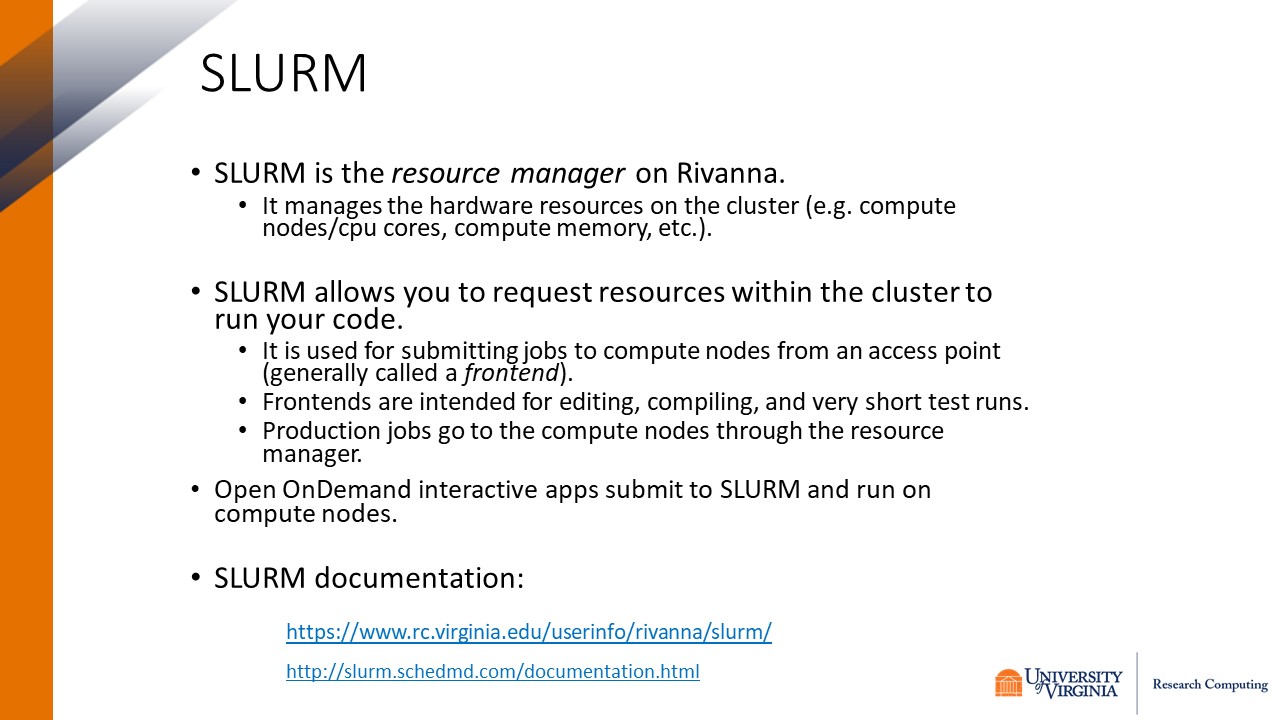 SLURM
• SLURM is the resource manager on Rivanna.
• It manages the hardware resources on the cluster (e.g. compute
nodes/cpu cores, compute memory, etc.).
• SLURM allows you to request resources within the cluster to
run your code.
• It is used for submitting jobs to compute nodes from an access point
(generally called a frontend).
• Frontends are intended for editing, compiling, and very short test runs.
• Production jobs go to the compute nodes through the resource
manager.
• Open OnDemand interactive apps submit to SLURM and run on
compute nodes.
• SLURM documentation:
https://www.rc.virginia.edu/userinfo/rivanna/slurm/
http://slurm.schedmd.com/documentation.html
UNIVERSITY
of VIRGINIA
Research Computing